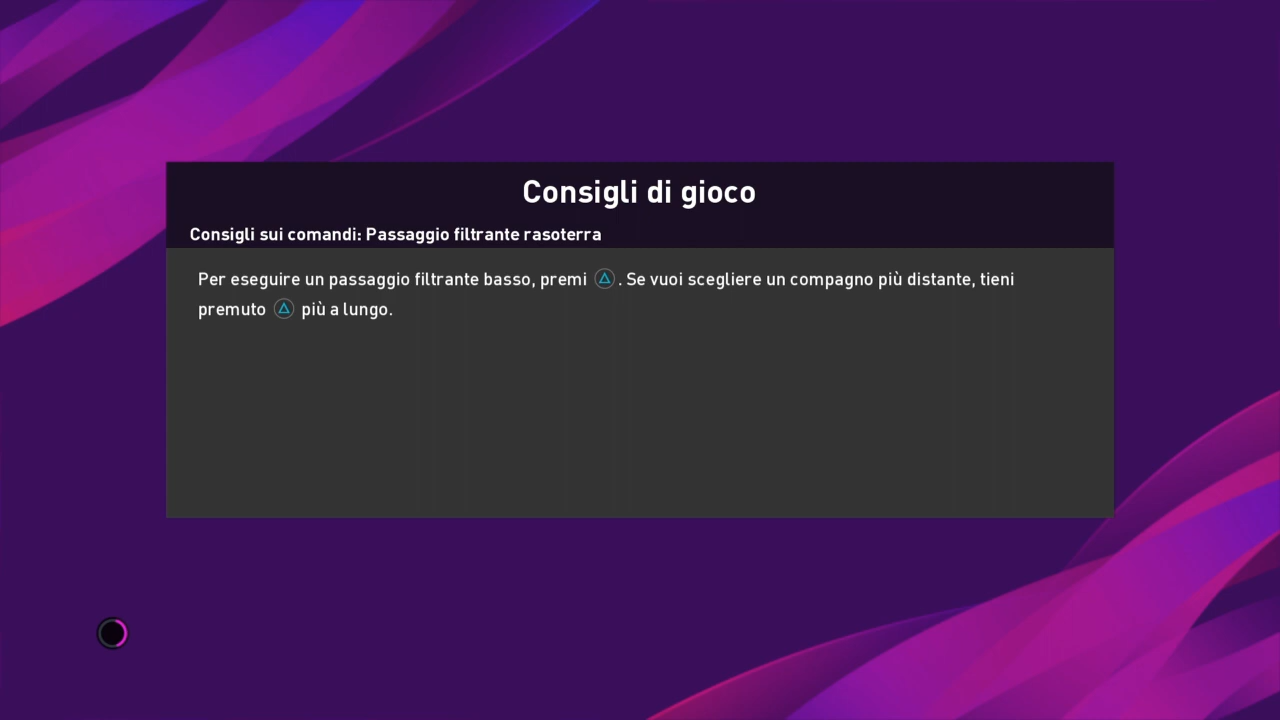 Consigli di gioco
Consigli sui comandi: Passaggio filtrante rasoterra
Per eseguire un passaggio filtrante basso, premi △. Se vuoi scegliere un compagno più distante, tieni
premuto △ più a lungo.